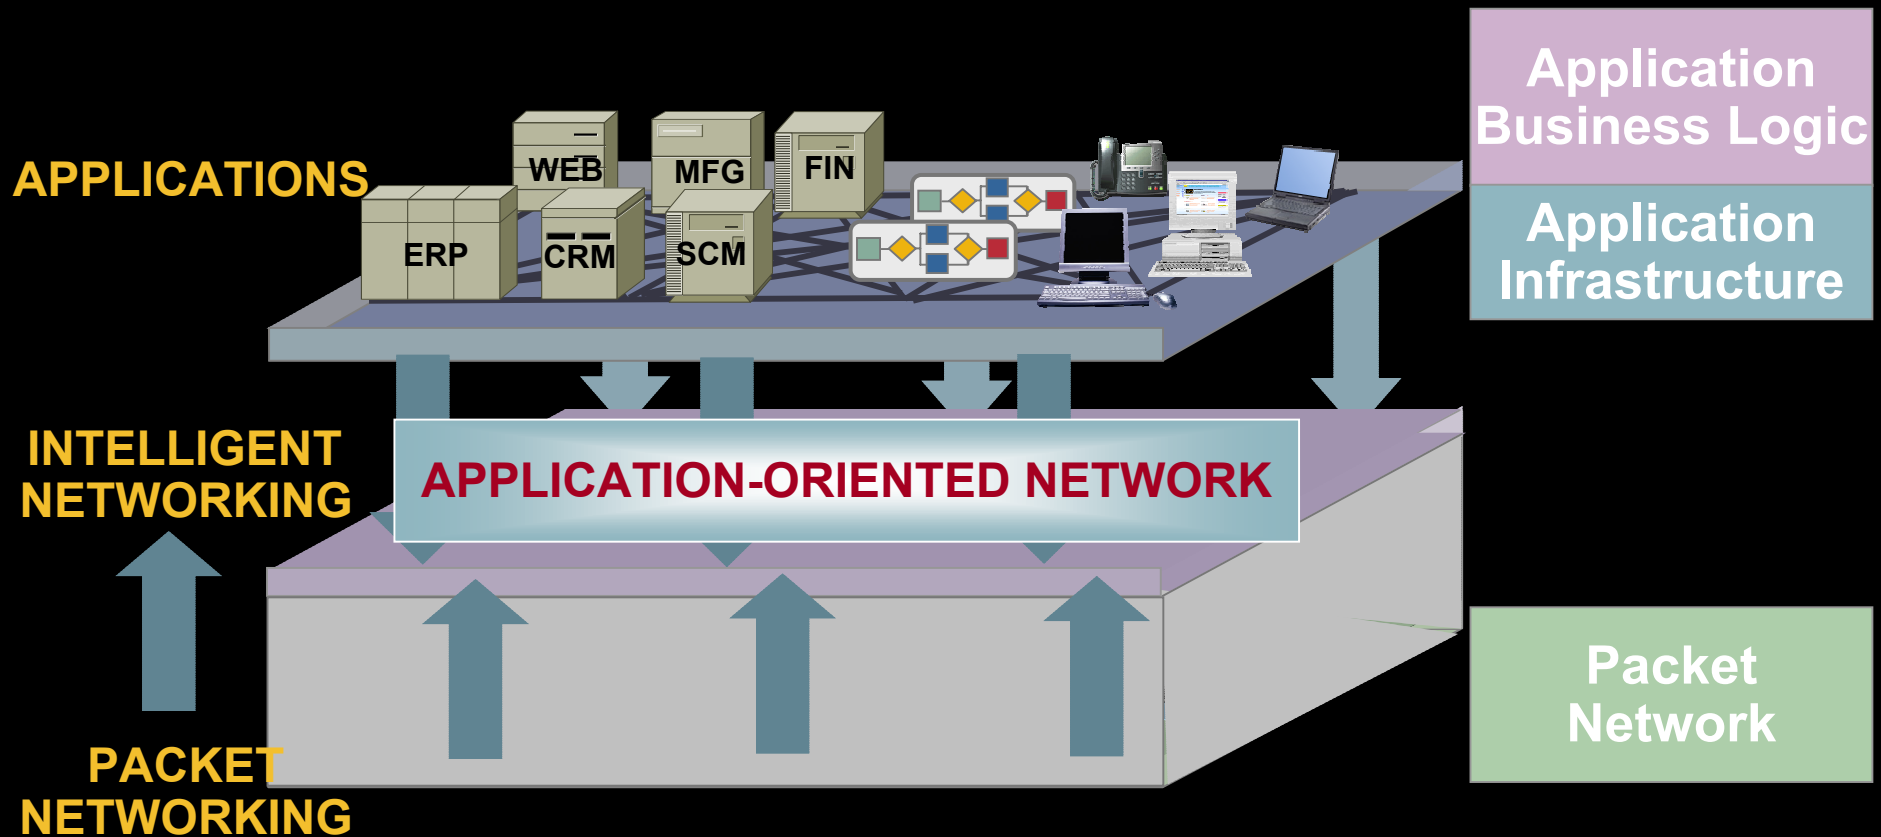 Application
Business Logic
Application
Infrastructure
APPLICATIONS
WEB
MFG
FIN
ERP
CRM
SCM
INTELLIGENT
NETWORKING
APPLICATION-ORIENTED NETWORK
Packet
Network
PACKET
NETWORKING